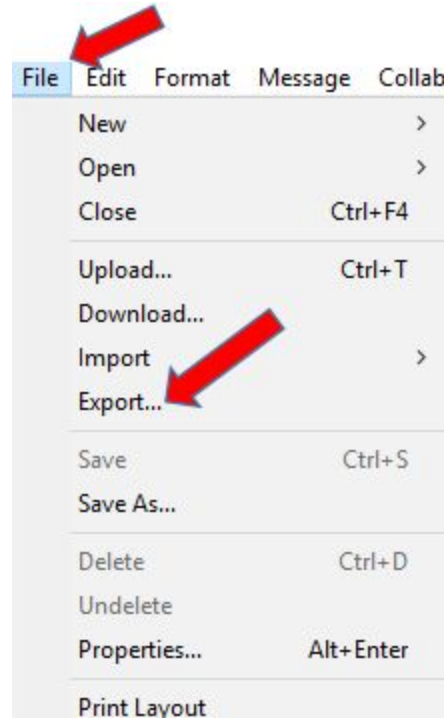 File Edit Format Message Collab
New >
Open >
Close Ctrl+F4
Upload... Ctrl+T
Download...
Import >
Export...
Save Ctrl+S
Save As...
Delete Ctrl+D
Undelete
Properties... Alt+Enter
Print Layout